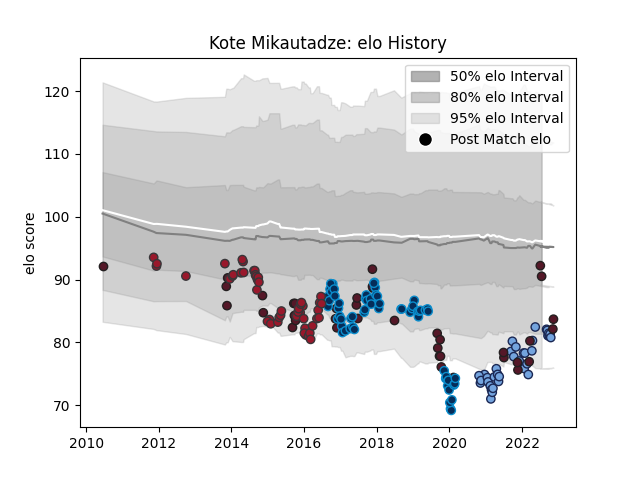 Kote Mikautadze: elo History
50% elo Interval
80% elo Interval
95% elo Interval
Post Match elo
elo score
120
110
100
90
80
70
2010 2012 2014 2016 2018 2020 2022